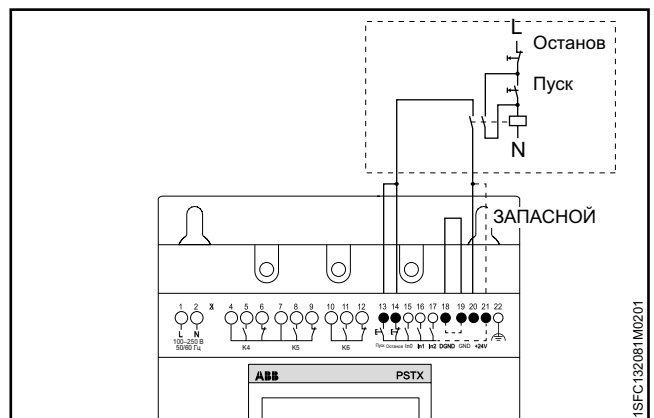 L
Останов
Пуск
N
ЗАПАСНОЙ
1 2 X 4 5 6 7 8 9 10 11 12 13 14 15 16 17 18 19 20 21 22
L N
100–250 В
50/60 Гц
K4 K5 K6
Пуск Останов In0 In1 In2 DGND GND +24V
ABB PSTX
1SFC132081M0201